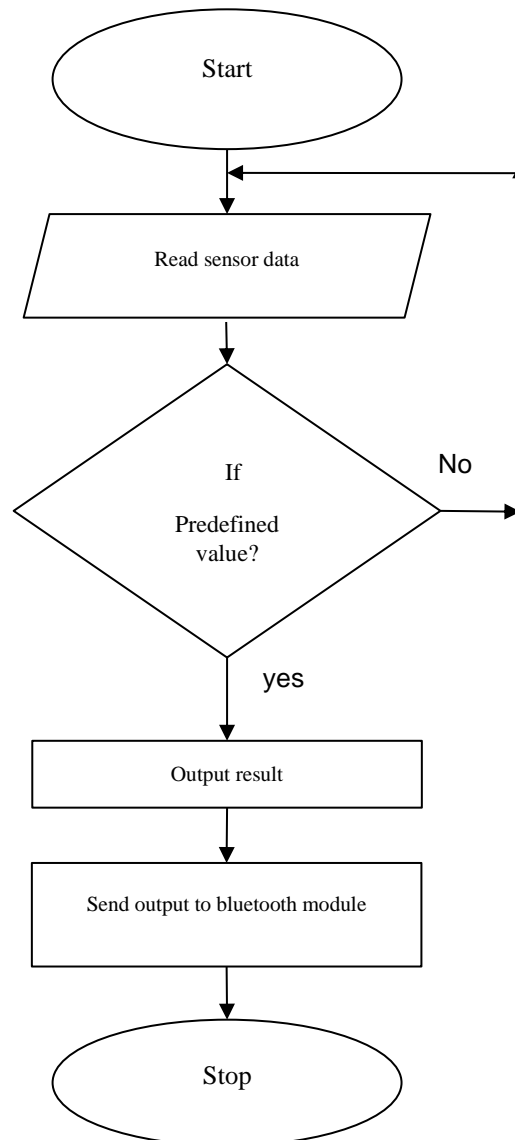 Start
Read sensor data
If
No
Predefined
value?
yes
Output result
Send output to bluetooth module
Stop